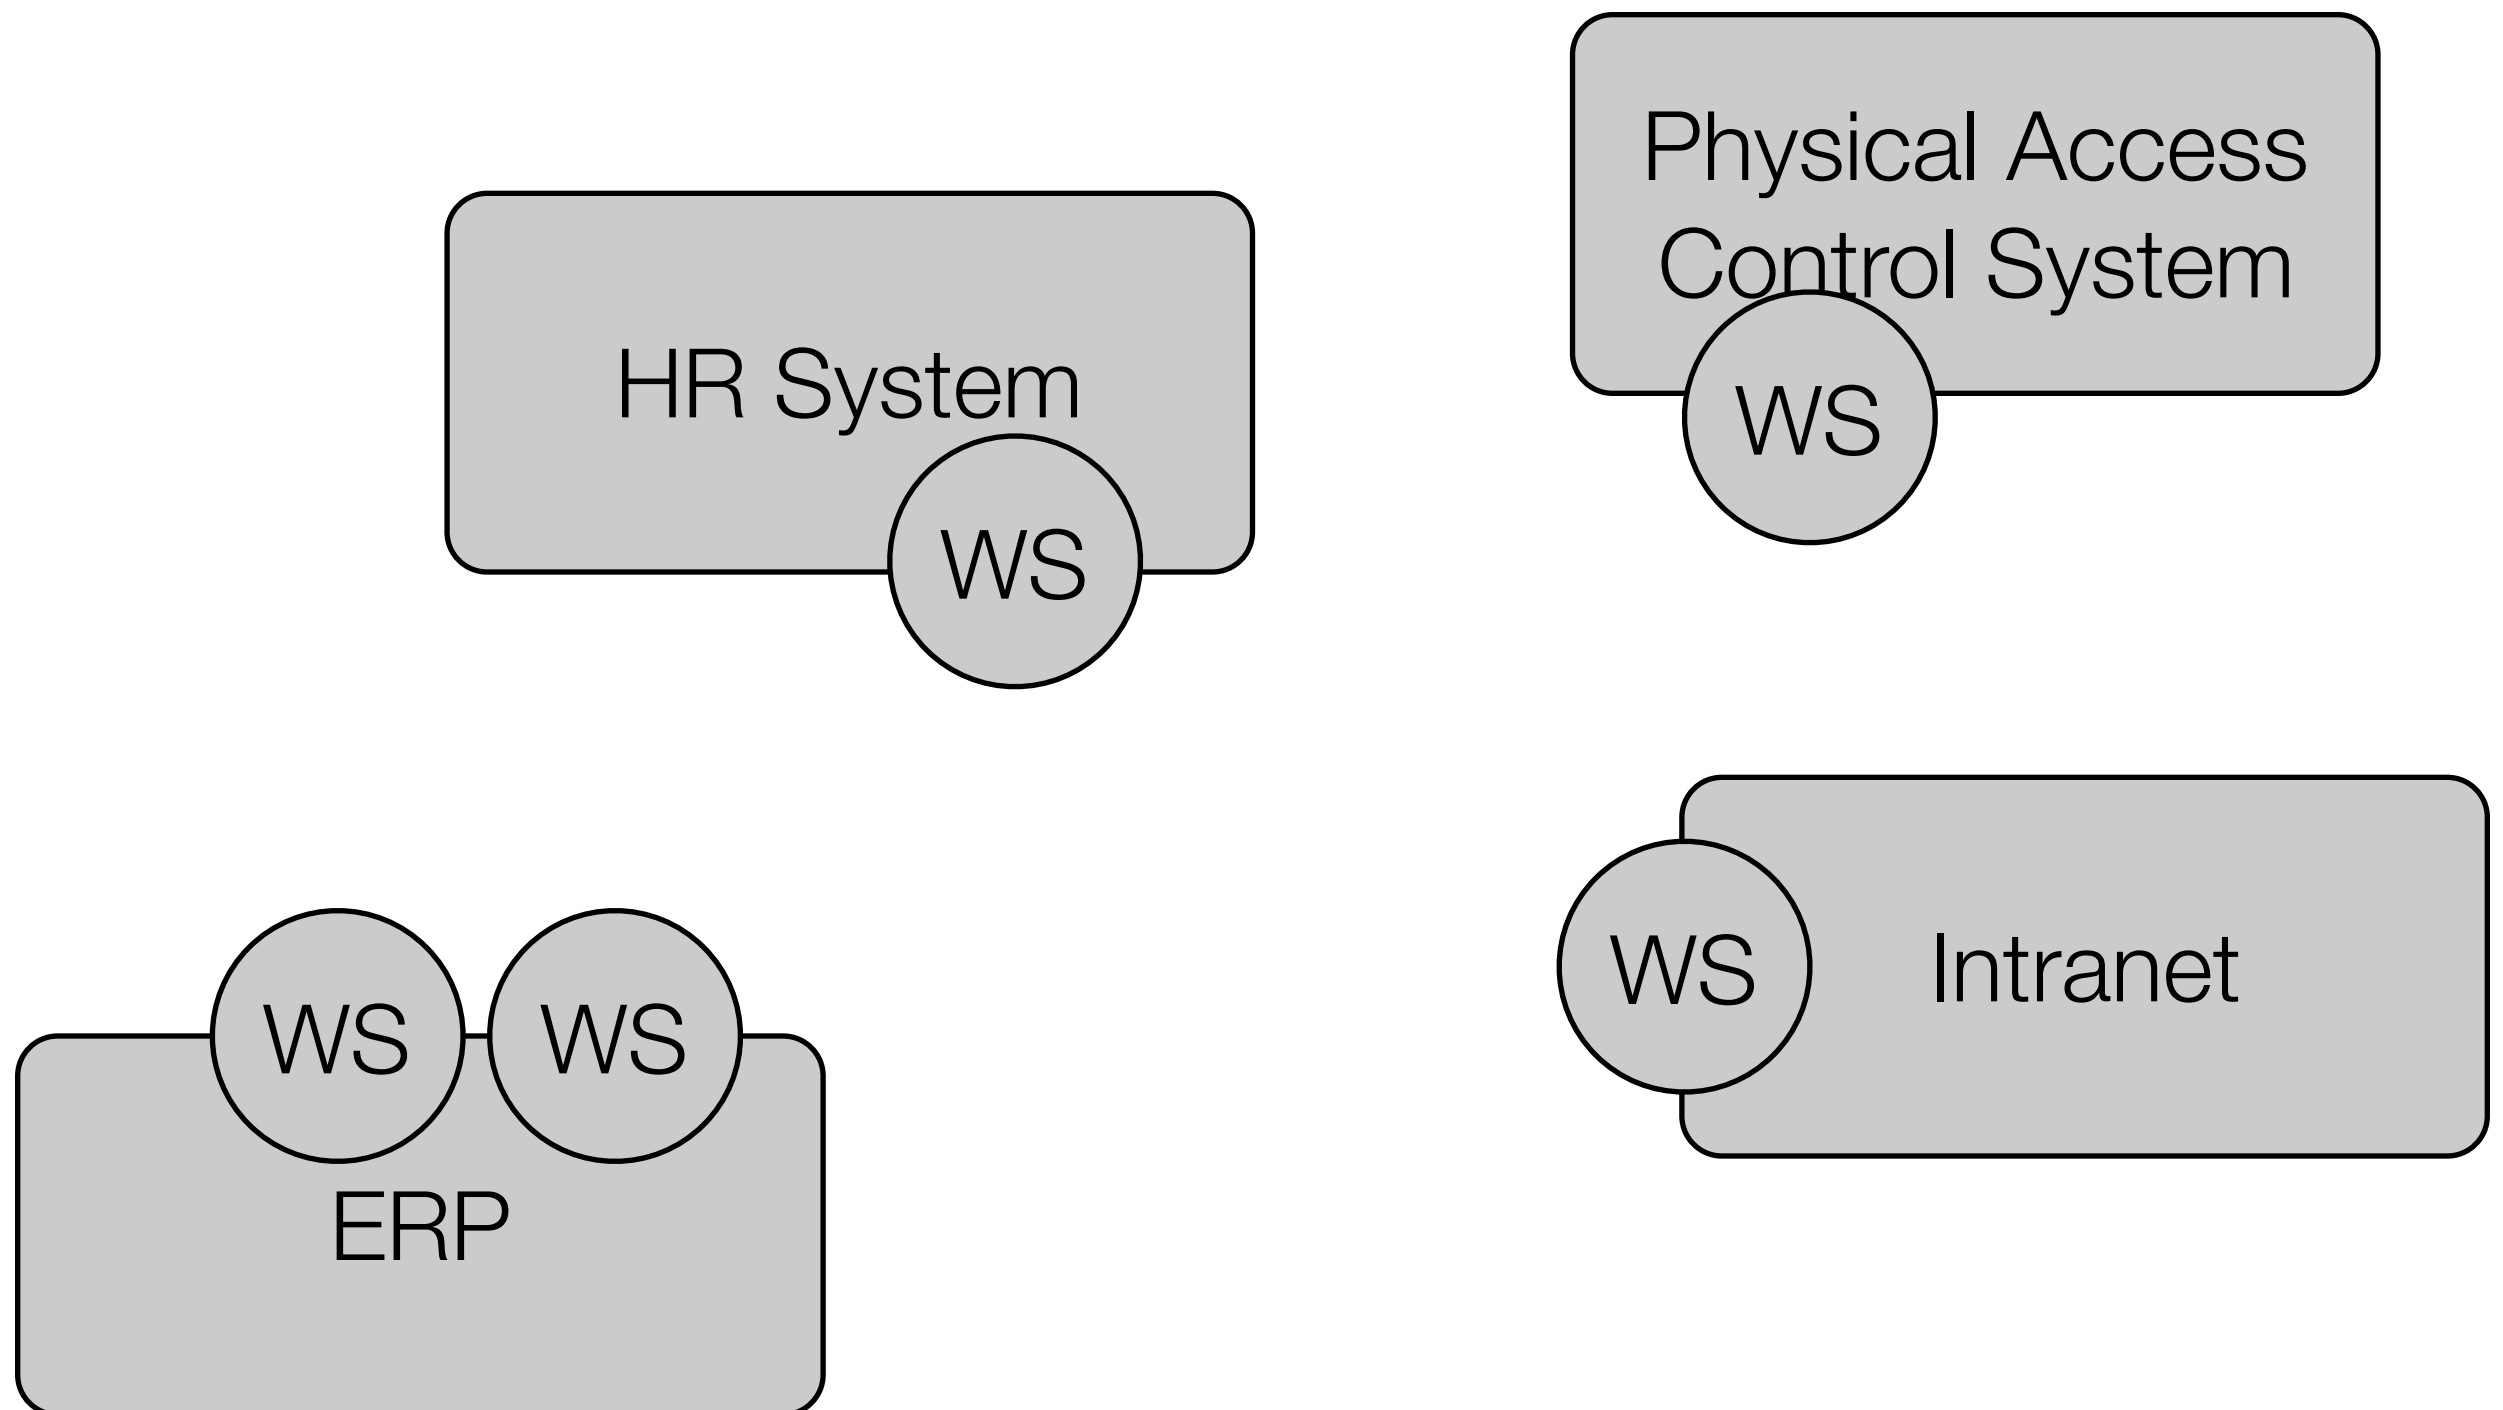 Physical Access
Control System
WS
HR System
WS
WS
Intranet
WS
WS
ERP